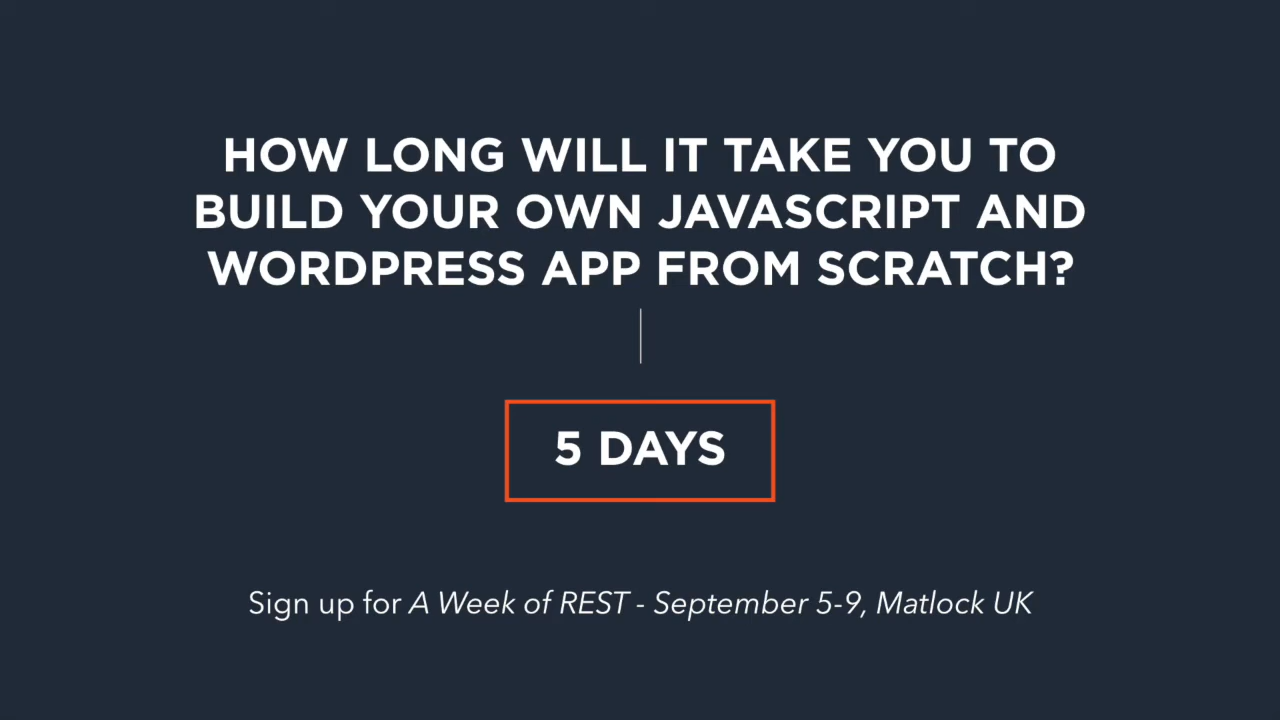 HOW LONG WILL IT TAKE YOU TO
BUILD YOUR OWN JAVASCRIPT AND
WORDPRESS APP FROM SCRATCH?
5 DAYS
Sign up for A Week of REST - September 5-9, Matlock UK